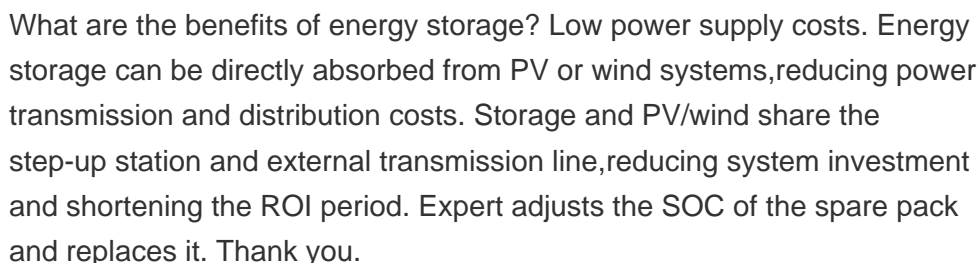 What are the benefits of energy storage? Low power supply costs. Energy
storage can be directly absorbed from PV or wind systems,reducing power
transmission and distribution costs. Storage and PV/wind share the
step-up station and external transmission line,reducing system investment
and shortening the ROI period. Expert adjusts the SOC of the spare pack
and replaces it. Thank you.